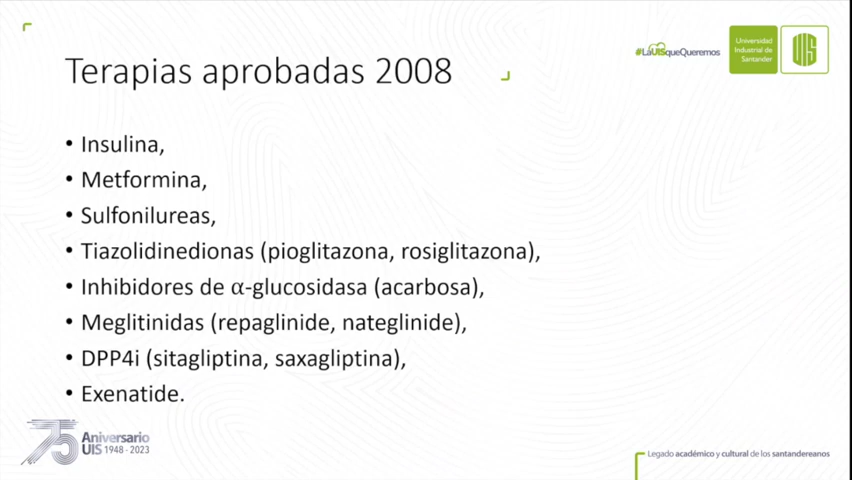 #LaUISqueQueremos
Universidad
Industrial de
Santander
UIS
Terapias aprobadas 2008
• Insulina,
• Metformina,
• Sulfonilureas,
• Tiazolidinedionas (pioglitazona, rosiglitazona),
• Inhibidores de α-glucosidasa (acarbosa),
• Meglitinidas (repaglinide, nateglinide),
• DPP4i (sitagliptina, saxagliptina),
• Exenatide.
75 Aniversario
UIS 1948 - 2023
Legado académico y cultural de los santandereanos